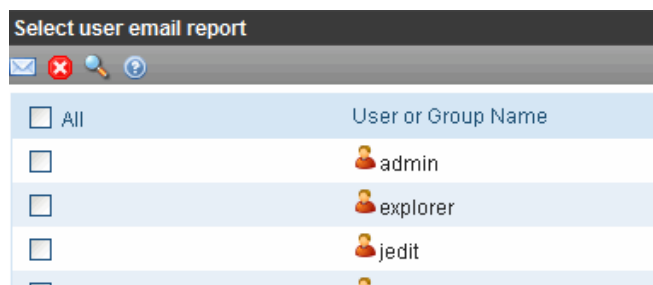 Select user email report
All User or Group Name
admin
explorer
jedit